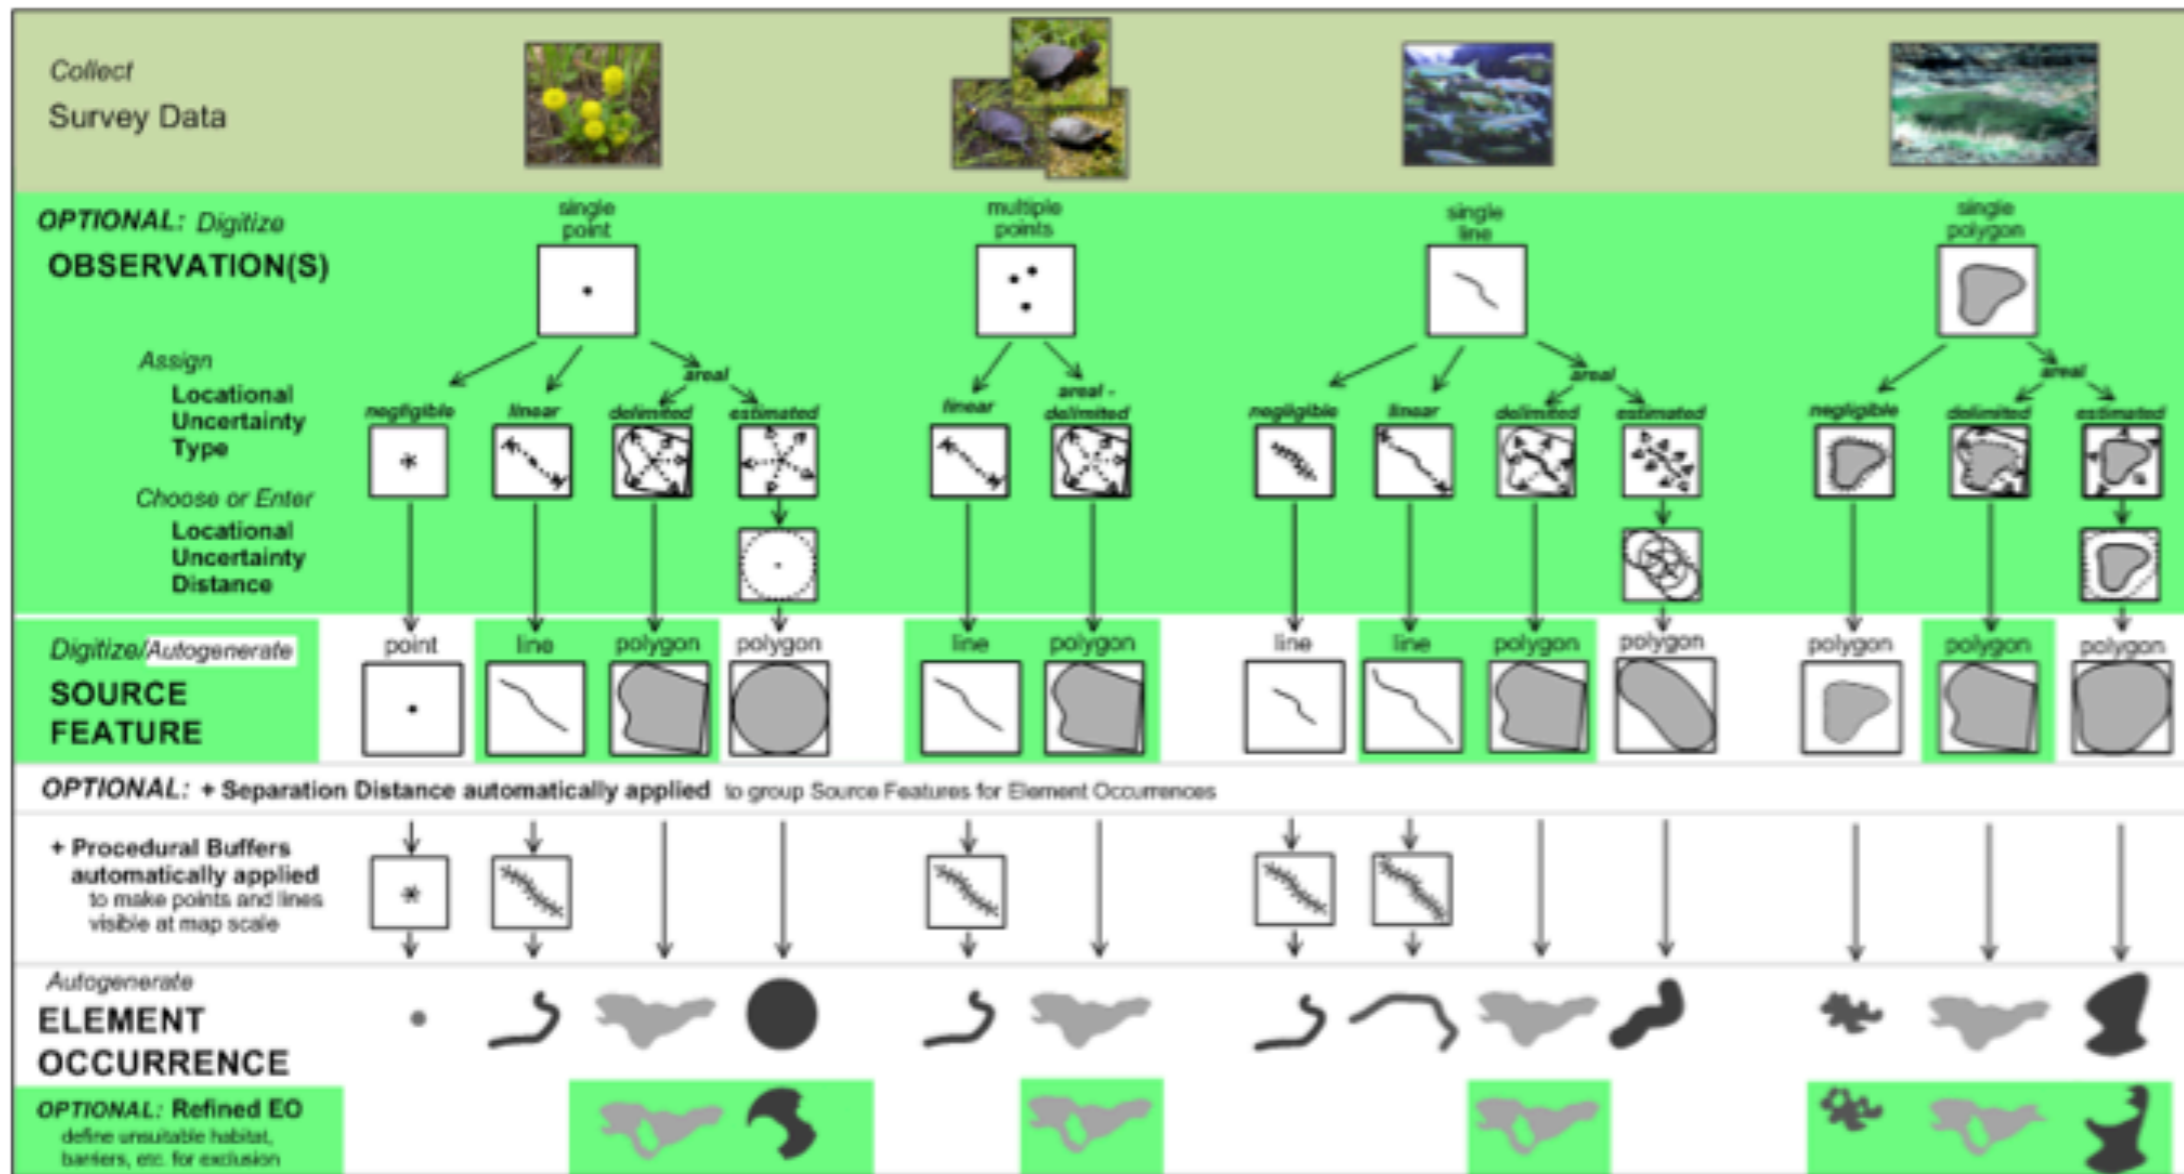 Collect
Survey Data
OPTIONAL: Digitize
OBSERVATION(S)
single
point
multiple
points
single
line
single
polygon
Assign
Locational
Uncertainty
Type
negligible
linear
areal
delimited
estimated
linear
areal -
delimited
negligible
linear
areal
delimited
estimated
negligible
areal
delimited
estimated
Choose or Enter
Locational
Uncertainty
Distance
Digitize/Autogenerate
SOURCE
FEATURE
point
line
polygon
polygon
line
polygon
line
line
polygon
polygon
polygon
polygon
polygon
OPTIONAL: + Separation Distance automatically applied to group Source Features for Element Occurrences
+ Procedural Buffers
automatically applied
to make points and lines
visible at map scale
Autogenerate
ELEMENT
OCCURRENCE
OPTIONAL: Refined EO
define unsuitable habitat,
barriers, etc. for exclusion